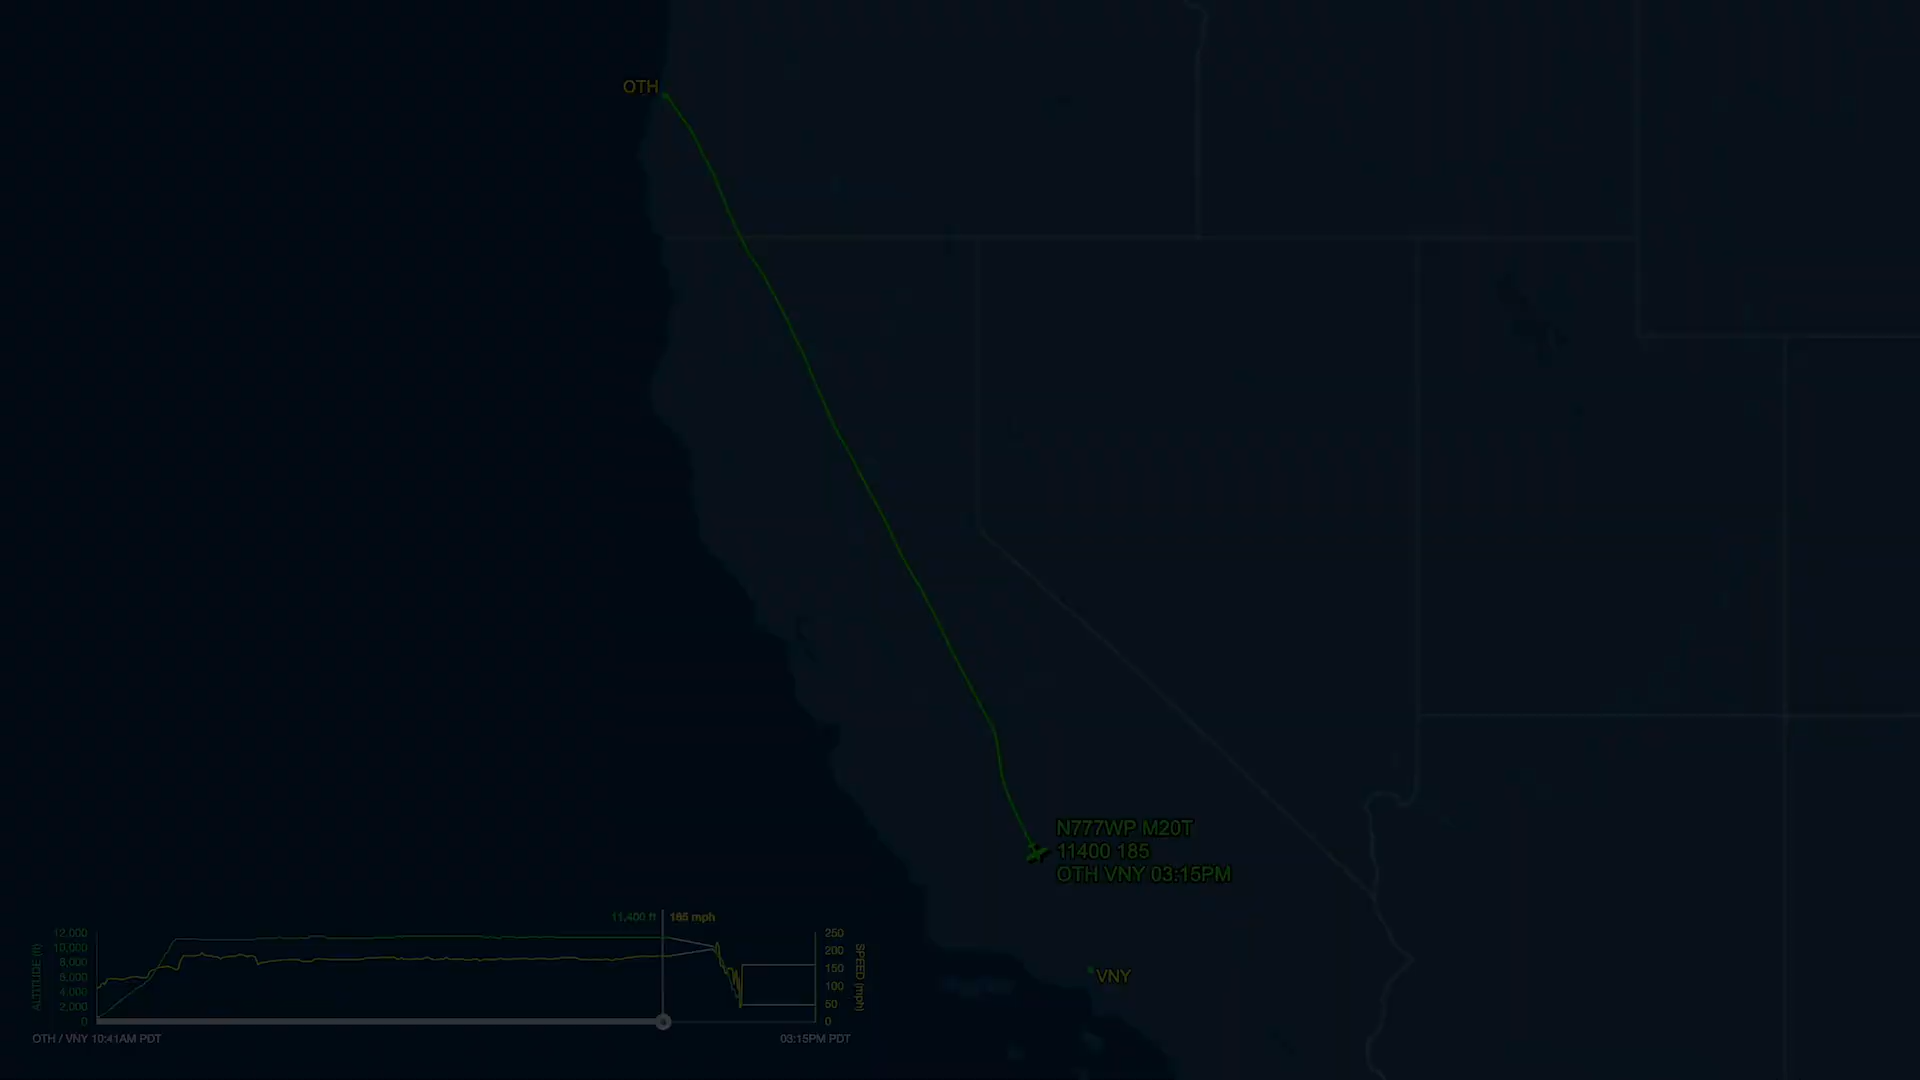 OTH
N777WP M20T
11400 185
OTH VNY 03:15PM
VNY
11,400 ft 185 mph
ALTITUDE (ft)
12,000
10,000
8,000
6,000
4,000
2,000
0
250
200
150
100
50
0
SPEED (mph)
OTH / VNY 10:41AM PDT
03:15PM PDT